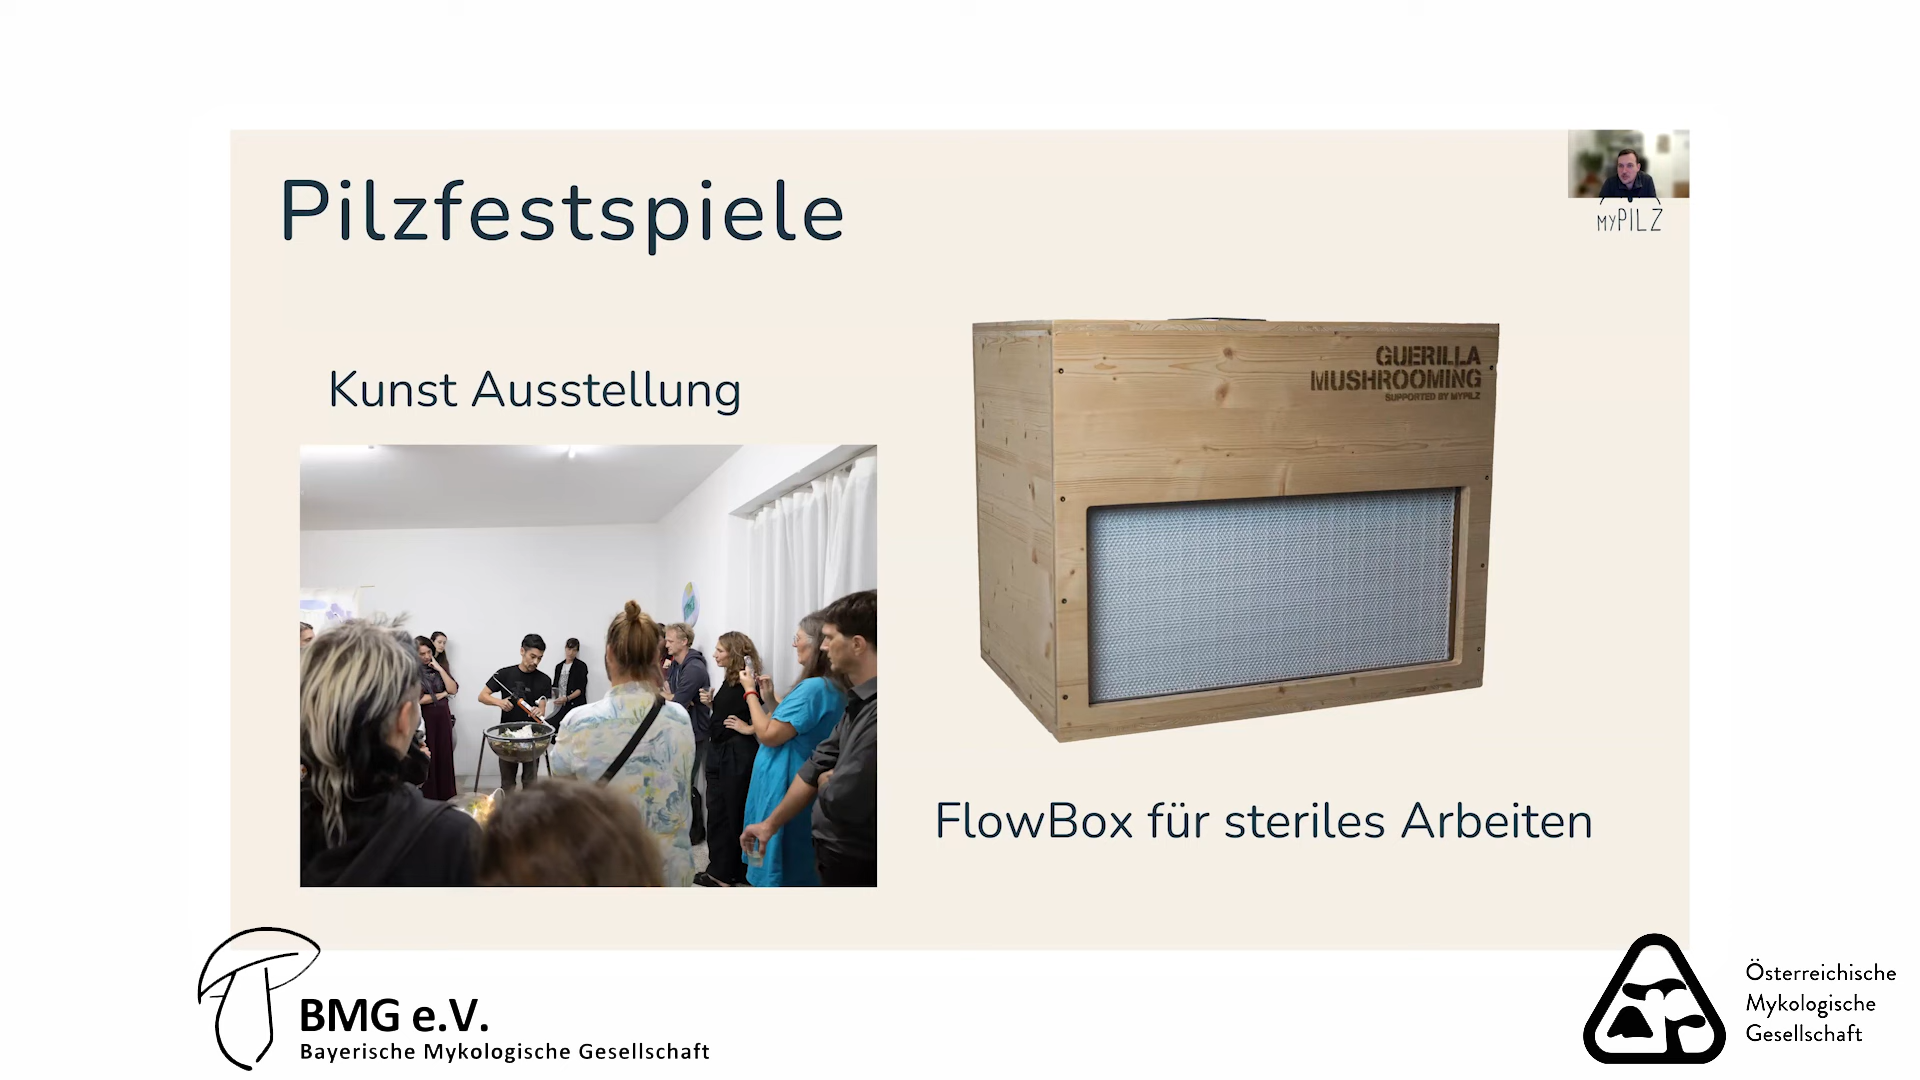 Pilzfestspiele
MYPILZ
Kunst Ausstellung
GUERILLA
MUSHROOMING
SUPPORTED BY MYPILZ
FlowBox für steriles Arbeiten
BMG e.V.
Bayerische Mykologische Gesellschaft
Österreichische
Mykologische
Gesellschaft